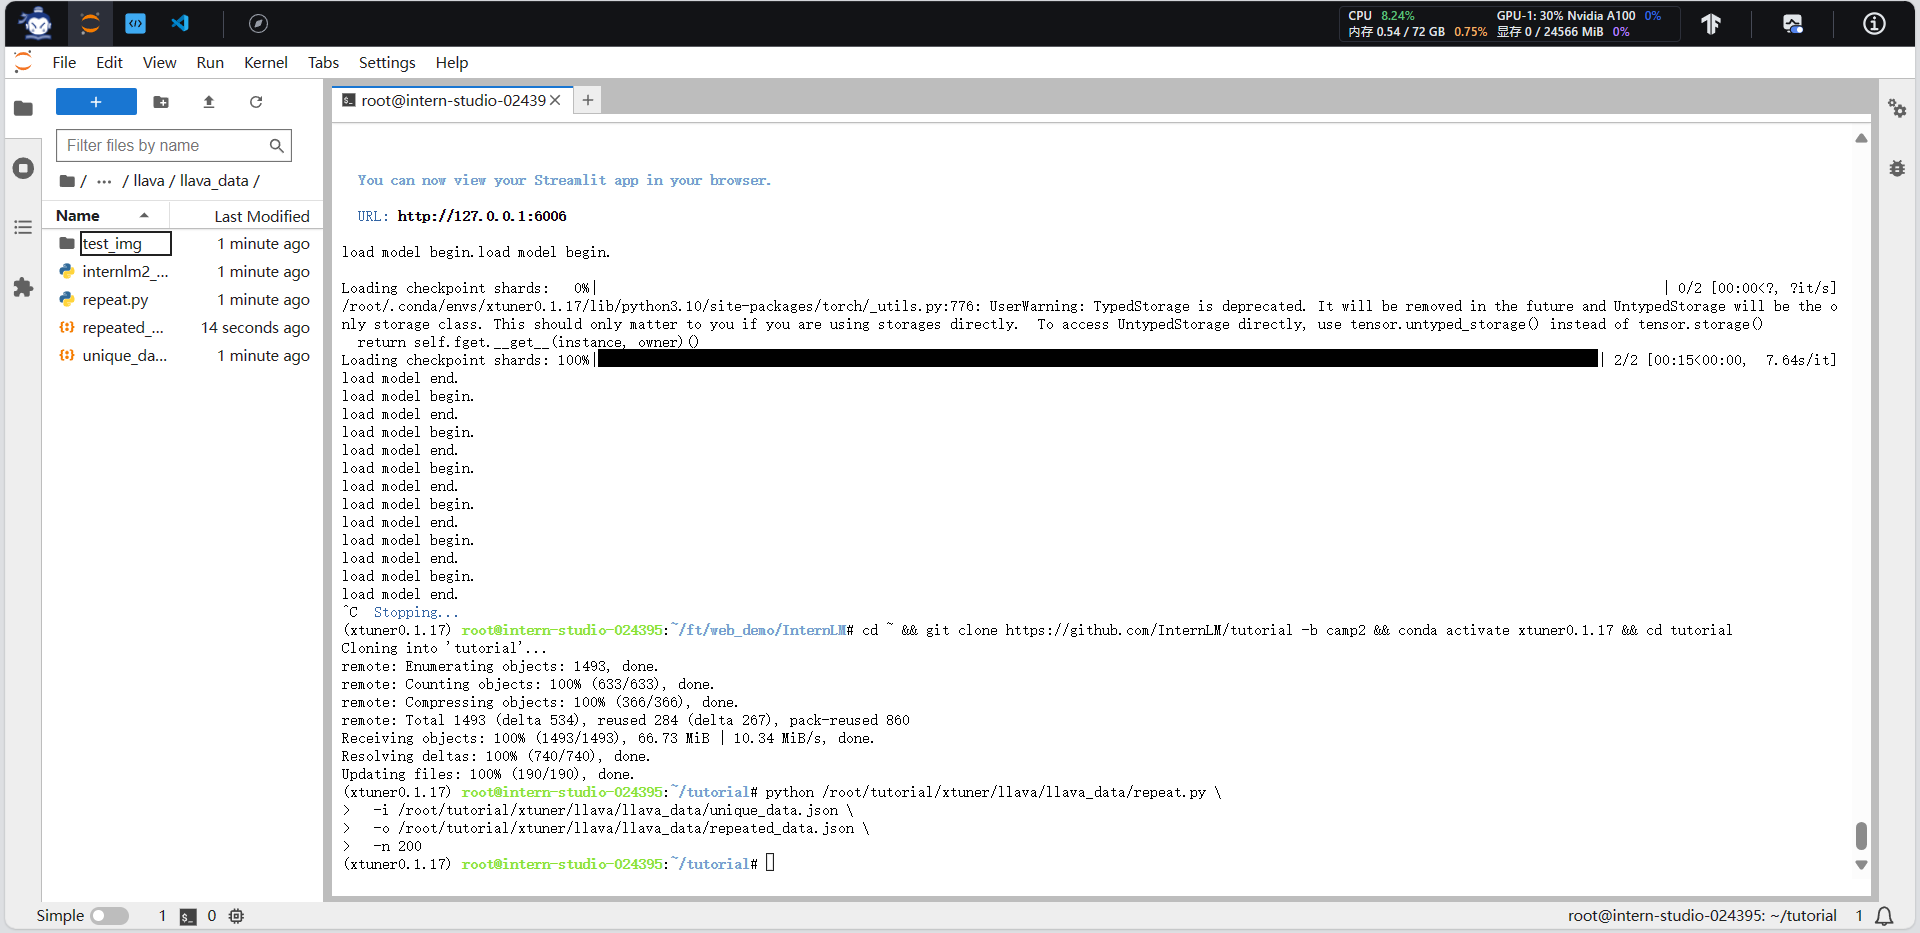 CPU 8.24% GPU-1: 30% Nvidia A100 0%
内存 0.54 / 72 GB 0.75% 显存 0 / 24566 MiB 0%
File Edit View Run Kernel Tabs Settings Help
root@intern-studio-02439
Filter files by name
/ ··· / llava / llava_data /
Name Last Modified
test_img 1 minute ago
internlm2_... 1 minute ago
repeat.py 1 minute ago
repeated_... 14 seconds ago
unique_da... 1 minute ago
You can now view your Streamlit app in your browser.
URL: http://127.0.0.1:6006
load model begin.load model begin.
Loading checkpoint shards:   0%| | 0/2 [00:00<?, ?it/s]
/root/.conda/envs/xtuner0.1.17/lib/python3.10/site-packages/torch/_utils.py:776: UserWarning: TypedStorage is deprecated. It will be removed in the future and UntypedStorage will be the o
nly storage class. This should only matter to you if you are using storages directly.  To access UntypedStorage directly, use tensor.untyped_storage() instead of tensor.storage()
  return self.fget.__get__(instance, owner)()
Loading checkpoint shards: 100%| | 2/2 [00:15<00:00,  7.64s/it]
load model end.
load model begin.
load model end.
load model begin.
load model end.
load model begin.
load model end.
load model begin.
load model end.
load model begin.
load model end.
load model begin.
load model end.
^C  Stopping...
(xtuner0.1.17) root@intern-studio-024395:~/ft/web_demo/InternLM# cd ~ && git clone https://github.com/InternLM/tutorial -b camp2 && conda activate xtuner0.1.17 && cd tutorial
Cloning into 'tutorial'...
remote: Enumerating objects: 1493, done.
remote: Counting objects: 100% (633/633), done.
remote: Compressing objects: 100% (366/366), done.
remote: Total 1493 (delta 534), reused 284 (delta 267), pack-reused 860
Receiving objects: 100% (1493/1493), 66.73 MiB | 10.34 MiB/s, done.
Resolving deltas: 100% (740/740), done.
Updating files: 100% (190/190), done.
(xtuner0.1.17) root@intern-studio-024395:~/tutorial# python /root/tutorial/xtuner/llava/llava_data/repeat.py \
>   -i /root/tutorial/xtuner/llava/llava_data/unique_data.json \
>   -o /root/tutorial/xtuner/llava/llava_data/repeated_data.json \
>   -n 200
(xtuner0.1.17) root@intern-studio-024395:~/tutorial#
Simple 1 0 root@intern-studio-024395: ~/tutorial 1